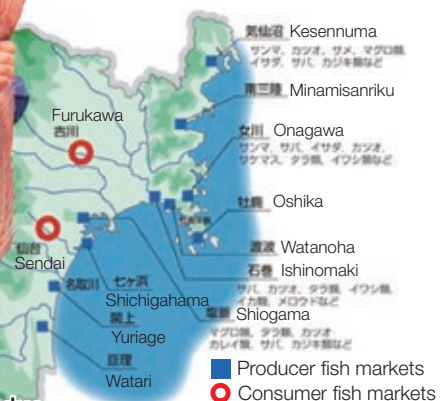 気仙沼 Kesennuma
サンマ、カツオ、サメ、マグロ類、
イサダ、サバ、カジキ類など
南三陸 Minamisanriku
Furukawa
古川
女川 Onagawa
サンマ、サバ、イサダ、カツオ、
サケマス、タラ類、イワシ類など
牡鹿 Oshika
仙台
Sendai
渡波 Watanoha
石巻 Ishinomaki
サバ、カツオ、タラ類、イワシ類、
イカ類、メロウドなど
名取川
七ヶ浜
Shichigahama
塩釜 Shiogama
マグロ類、タラ類、カツオ
カレイ類、サバ、カジキ類など
閖上
Yuriage
亘理
Watari
Producer fish markets
Consumer fish markets